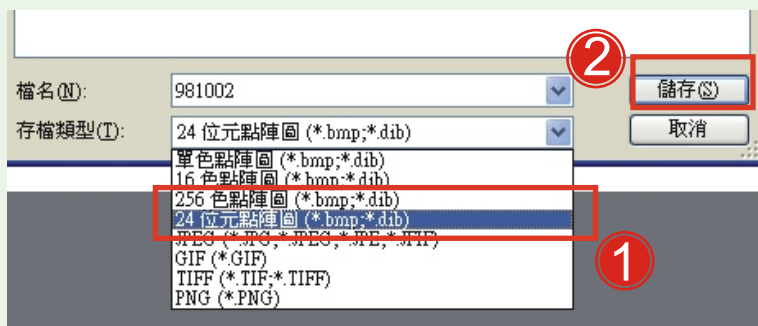 2
檔名(N): 981002 儲存(S)
存檔類型(T): 24 位元點陣圖 (*.bmp;*.dib) 取消
單色點陣圖 (*.bmp;*.dib)
16 色點陣圖 (*.bmp;*.dib)
256 色點陣圖 (*.bmp;*.dib)
24 位元點陣圖 (*.bmp;*.dib)
JPEG (*.JPG;*.JPEG;*.JPE;*.JFIF)
GIF (*.GIF)
1
TIFF (*.TIF;*.TIFF)
PNG (*.PNG)